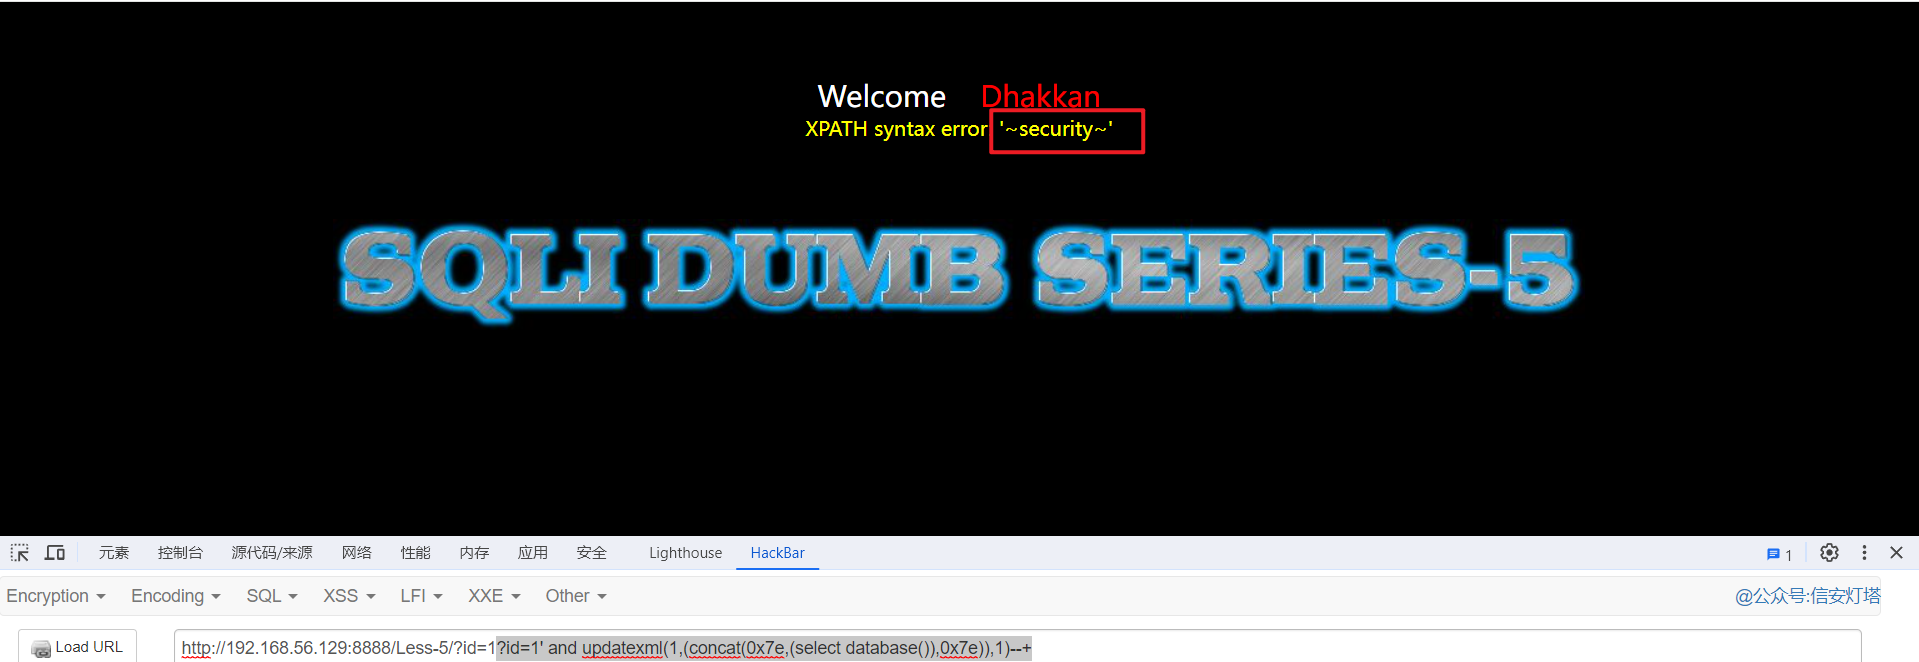 Welcome Dhakkan
XPATH syntax error: '~security~'
SQLI DUMB SERIES-5
元素 控制台 源代码/来源 网络 性能 内存 应用 安全 Lighthouse HackBar 1
Encryption Encoding SQL XSS LFI XXE Other @公众号:信安灯塔
Load URL http://192.168.56.129:8888/Less-5/?id=1?id=1' and updatexml(1,(concat(0x7e,(select database()),0x7e)),1)--+